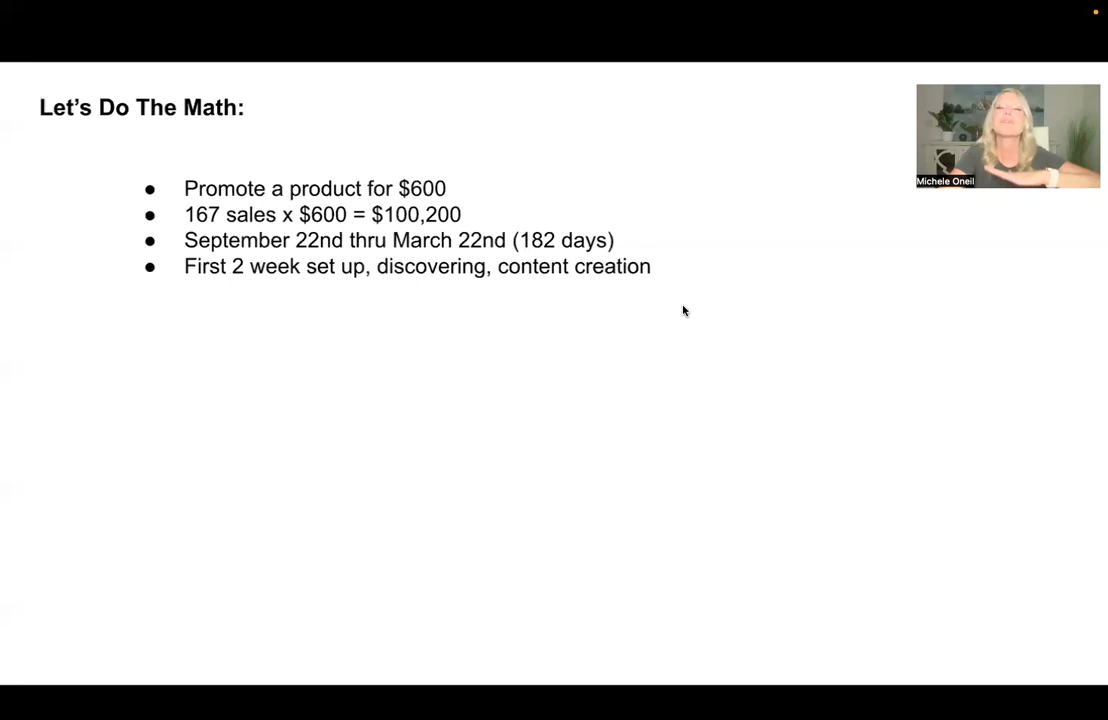 Let's Do The Math:
Michele Oneil
● Promote a product for $600
● 167 sales x $600 = $100,200
● September 22nd thru March 22nd (182 days)
● First 2 week set up, discovering, content creation